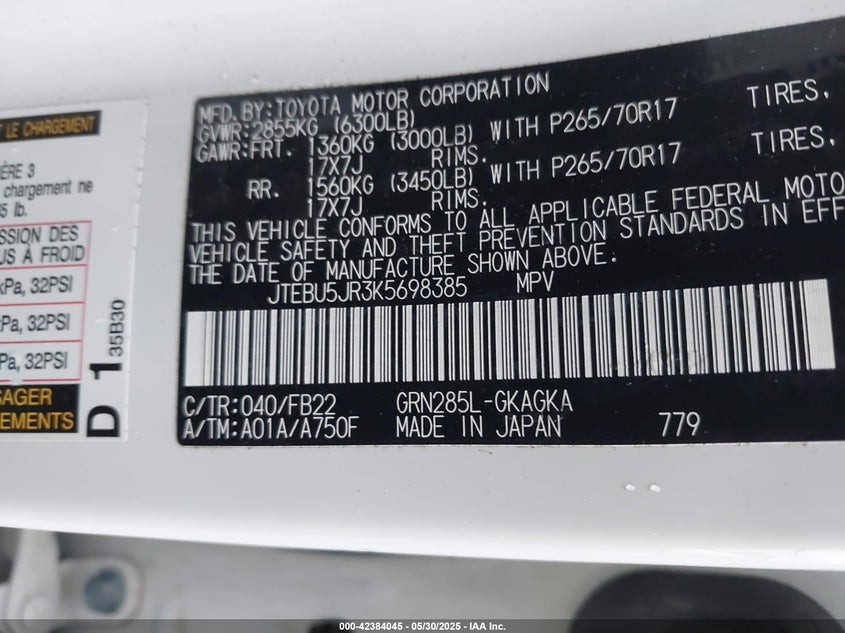 T LE CHARGEMENT
IÈRE 3
chargement ne
5 lb.
SSION DES
US À FROID
kPa, 32PSI
kPa, 32PSI
kPa, 32PSI
SAGER
EMENTS
D 1
35B30
MFD. BY: TOYOTA MOTOR CORPORATION
GVWR: 2855KG (6300LB)
GAWR: FRT. 1360KG (3000LB) WITH P265/70R17 TIRES,
17X7J RIMS.
RR. 1560KG (3450LB) WITH P265/70R17 TIRES,
17X7J RIMS.
THIS VEHICLE CONFORMS TO ALL APPLICABLE FEDERAL MOTO
VEHICLE SAFETY AND THEFT PREVENTION STANDARDS IN EFF
THE DATE OF MANUFACTURE SHOWN ABOVE.
JTEBU5JR3K5698385 MPV
C/TR: 040/FB22 GRN285L-GKAGKA
A/TM: A01A/A750F MADE IN JAPAN 779
000-42384045 - 05/30/2025 - IAA Inc.